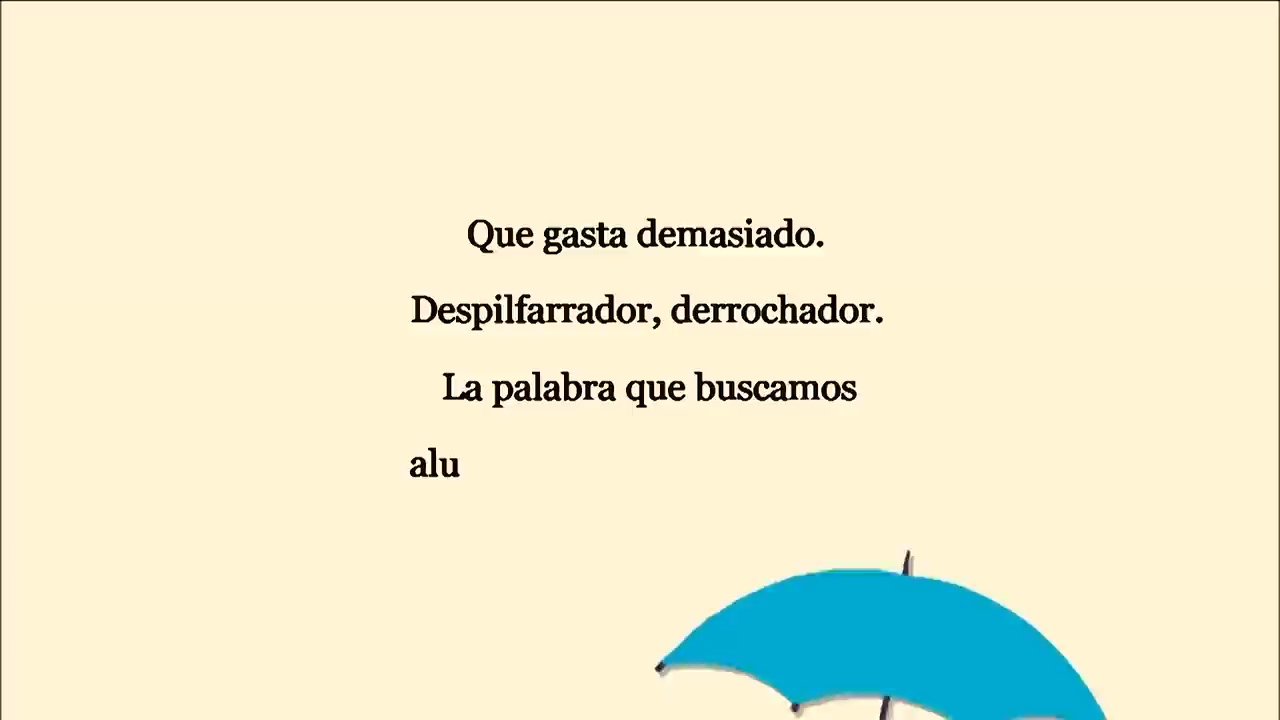 Que gasta demasiado.
Despilfarrador, derrochador.
La palabra que buscamos
alu